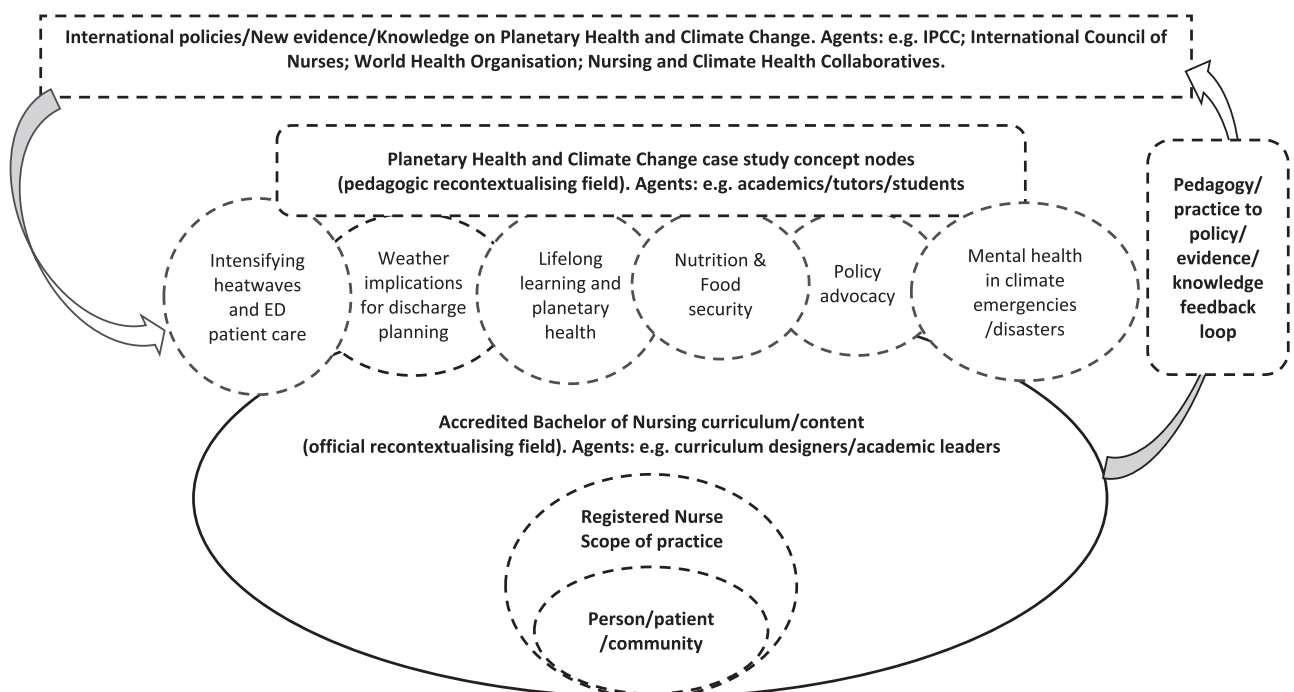 International policies/New evidence/Knowledge on Planetary Health and Climate Change. Agents: e.g. IPCC; International Council of
Nurses; World Health Organisation; Nursing and Climate Health Collaboratives.
Planetary Health and Climate Change case study concept nodes
(pedagogic recontextualising field). Agents: e.g. academics/tutors/students
Intensifying
heatwaves
and ED
patient care
Weather
implications
for discharge
planning
Lifelong
learning and
planetary
health
Nutrition &
Food
security
Policy
advocacy
Mental health
in climate
emergencies
/disasters
Pedagogy/
practice to
policy/
evidence/
knowledge
feedback
loop
Accredited Bachelor of Nursing curriculum/content
(official recontextualising field). Agents: e.g. curriculum designers/academic leaders
Registered Nurse
Scope of practice
Person/patient
/community